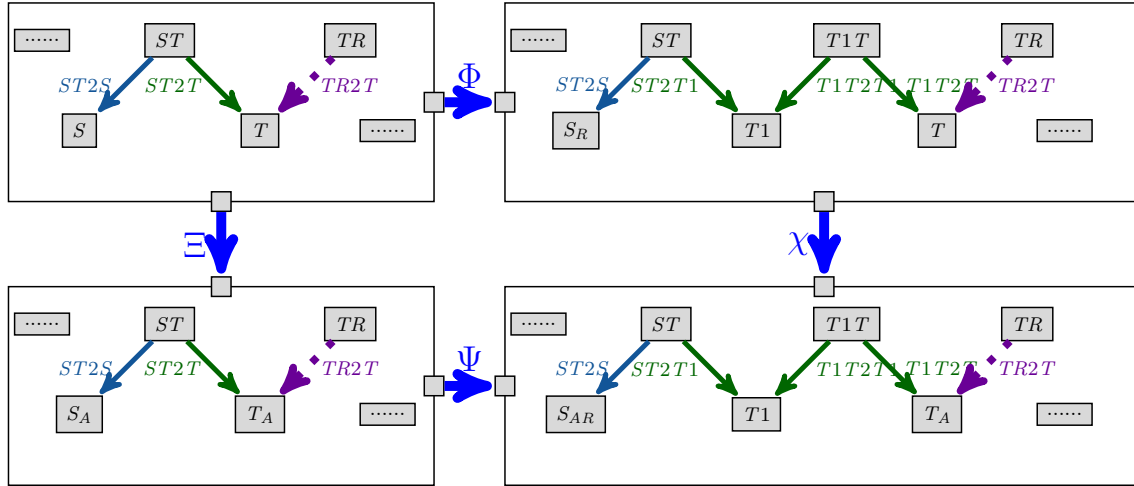 ...... ST TR
ST2S ST2T TR2T
S T ......
Φ
...... ST T1T TR
ST2S ST2T1 T1T2T1 T1T2T TR2T
S_R T1 T ......
Ξ
χ
...... ST TR
ST2S ST2T TR2T
S_A T_A ......
Ψ
...... ST T1T TR
ST2S ST2T1 T1T2T1 T1T2T TR2T
S_AR T1 T_A ......